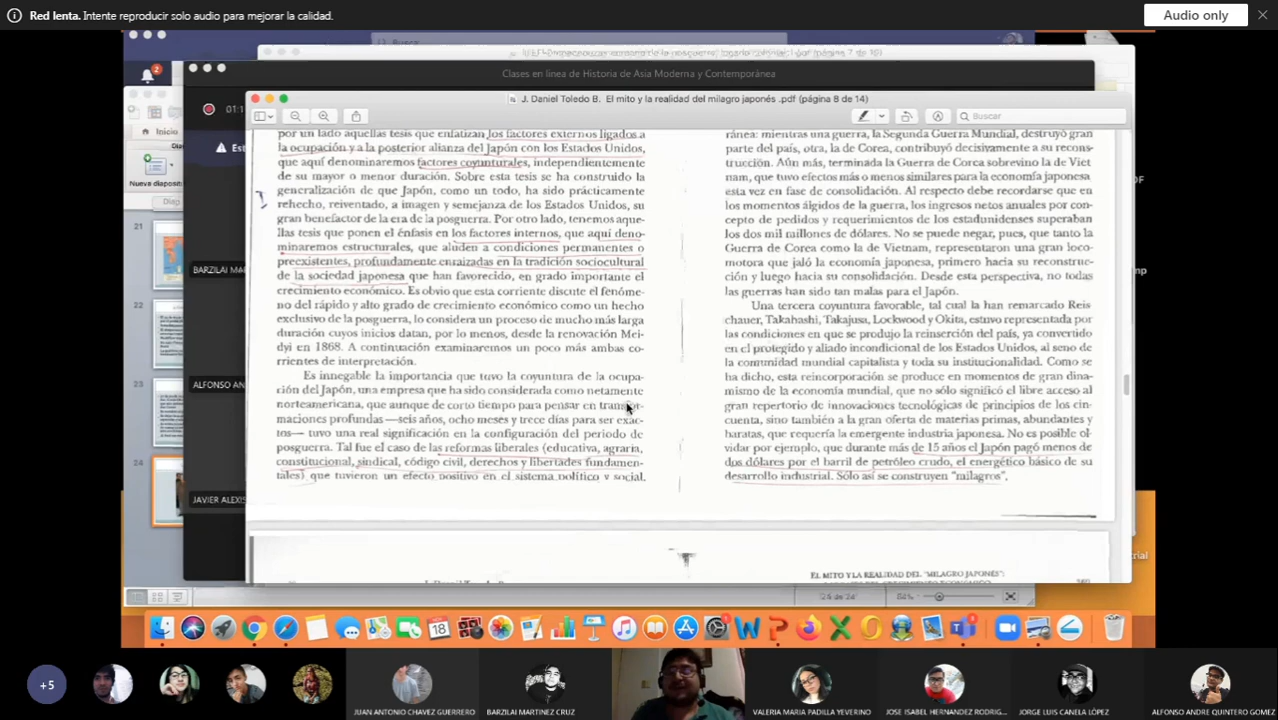 Red lenta. Intente reproducir solo audio para mejorar la calidad.
Audio only
Buscar
Clases en linea de Historia de Asia Moderna y Contemporánea
J. Daniel Toledo B. El mito y la realidad del milagro japonés .pdf (página 8 de 14)
Buscar
Inicio
Nueva
21
22
23
24
BARZILAI MAR
ALFONSO AN
JAVIER ALEXIS
por un lado aquellas tesis que enfatizan los factores externos ligados a
la ocupación y a la posterior alianza del Japón con los Estados Unidos,
que aquí denominaremos factores coyunturales, independientemente
de su mayor o menor duración. Sobre esta tesis se ha construido la
generalización de que Japón, como un todo, ha sido prácticamente
rehecho, reiventado, a imagen y semejanza de los Estados Unidos, su
gran benefactor de la era de la posguerra. Por otro lado, tenemos aque-
llas tesis que ponen el énfasis en los factores internos, que aquí deno-
minaremos estructurales, que aluden a condiciones permanentes o
preexistentes, profundamente enraizadas en la tradición sociocultural
de la sociedad japonesa que han favorecido, en grado importante el
crecimiento económico. Es obvio que esta corriente discute el fenóme-
no del rápido y alto grado de crecimiento económico como un hecho
exclusivo de la posguerra, lo considera un proceso de mucho más larga
duración cuyos inicios datan, por lo menos, desde la renovación Mei-
dyi en 1868. A continuación examinaremos un poco más ambas co-
rrientes de interpretación.
Es innegable la importancia que tuvo la coyuntura de la ocupa-
ción del Japón, una empresa que ha sido considerada como netamente
norteamericana, que aunque de corto tiempo para pensar en transfor-
maciones profundas —seis años, ocho meses y trece días para ser exac-
tos— tuvo una real significación en la configuración del periodo de
posguerra. Tal fue el caso de las reformas liberales (educativa, agraria,
constitucional, sindical, código civil, derechos y libertades fundamen-
tales) que tuvieron un efecto positivo en el sistema político y social,
ránea: mientras una guerra, la Segunda Guerra Mundial, destruyó gran
parte del país, otra, la de Corea, contribuyó decisivamente a su recons-
trucción. Aún más, terminada la Guerra de Corea sobrevino la de Viet
nam, que tuvo efectos más o menos similares para la economía japonesa
esta vez en fase de consolidación. Al respecto debe recordarse que en
los momentos álgidos de la guerra, los ingresos netos anuales por con-
cepto de pedidos y requerimientos de los estadunidenses superaban
los dos mil millones de dólares. No se puede negar, pues, que tanto la
Guerra de Corea como la de Vietnam, representaron una gran loco-
motora que jaló la economía japonesa, primero hacia su reconstruc-
ción y luego hacia su consolidación. Desde esta perspectiva, no todas
las guerras han sido tan malas para el Japón.
Una tercera coyuntura favorable, tal cual la han remarcado Reis
chauer, Takahashi, Takajusa, Lockwood y Okita, estuvo representada por
las condiciones en que se produjo la reinserción del país, ya convertido
en el protegido y aliado incondicional de los Estados Unidos, al seno de
la comunidad mundial capitalista y toda su institucionalidad. Como se
ha dicho, esta reincorporación se produce en momentos de gran dina-
mismo de la economía mundial, que no sólo significó el libre acceso al
gran repertorio de innovaciones tecnológicas de principios de los cin-
cuenta, sino también a la gran oferta de materias primas, abundantes y
baratas, que requería la emergente industria japonesa. No es posible ol-
vidar por ejemplo, que durante más de 15 años el Japón pagó menos de
dos dólares por el barril de petróleo crudo, el energético básico de su
desarrollo industrial. Sólo así se construyen "milagros".
EL MITO Y LA REALIDAD DEL "MILAGRO JAPONÉS":
18
+5
JUAN ANTONIO CHAVEZ GUERRERO
BARZILAI MARTINEZ CRUZ
VALERIA MARIA PADILLA YEVERINO
JOSE ISABEL HERNANDEZ RODRIG...
JORGE LUIS CANELA LÓPEZ
ALFONSO ANDRE QUINTERO GOMEZ